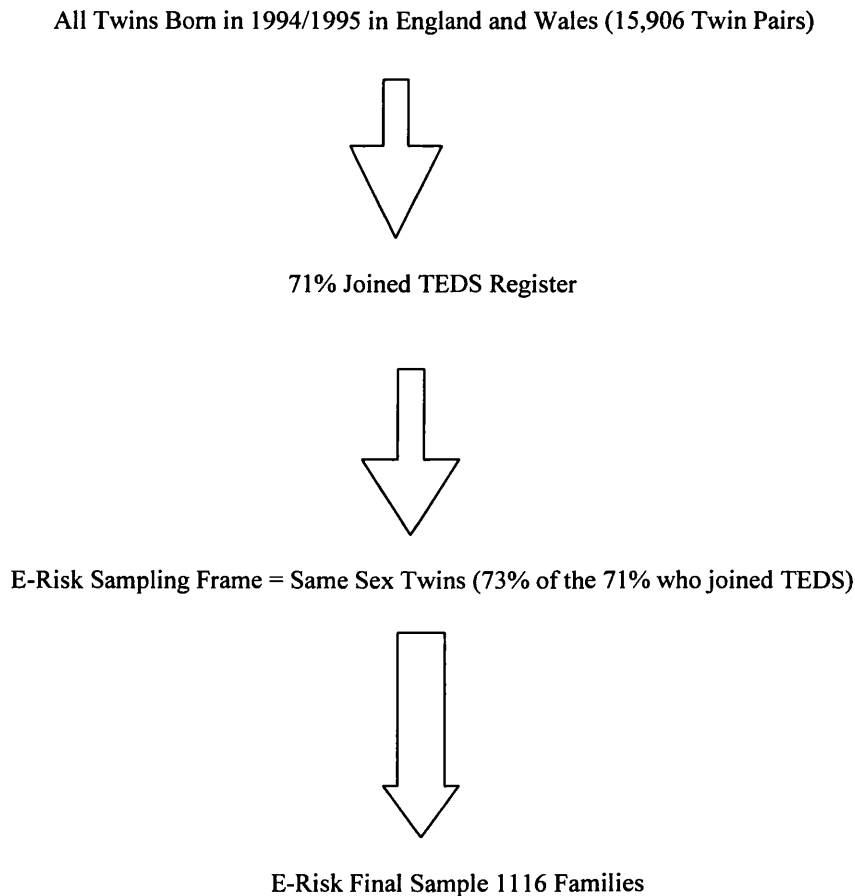 All Twins Born in 1994/1995 in England and Wales (15,906 Twin Pairs)
71% Joined TEDS Register
E-Risk Sampling Frame = Same Sex Twins (73% of the 71% who joined TEDS)
E-Risk Final Sample 1116 Families